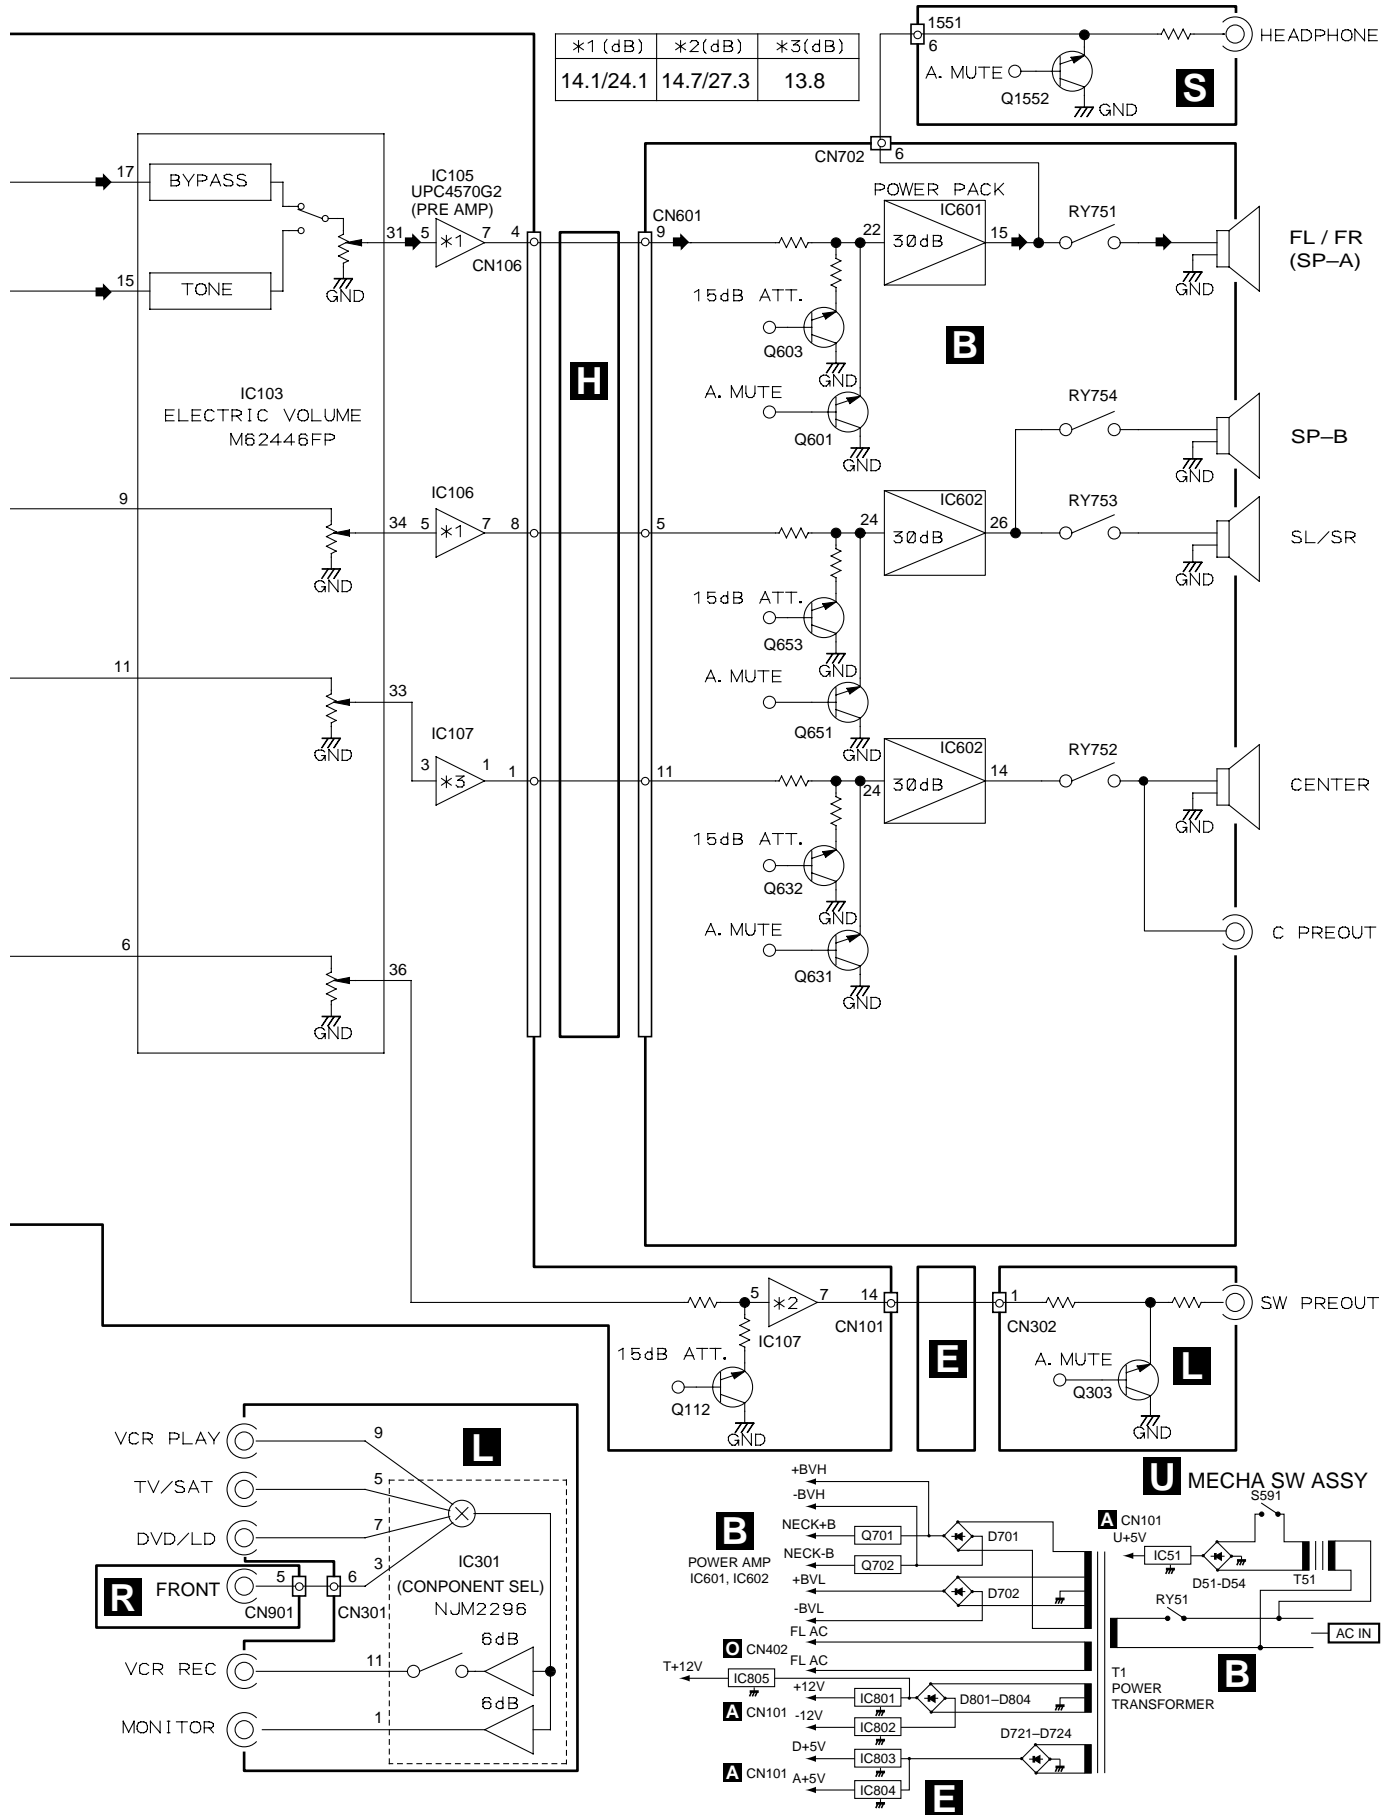 *1 (dB) *2(dB) *3(dB)
14.1/24.1 14.7/27.3 13.8
1551
6
HEADPHONE
A. MUTE
Q1552
GND
S
CN702
6
17
BYPASS
15
TONE
GND
31
5
IC105
UPC4570G2
(PRE AMP)
*1
7
4
CN106
CN601
9
POWER PACK
22
IC601
30dB
15
RY751
GND
FL / FR
(SP–A)
15dB ATT.
Q603
GND
B
H
A. MUTE
Q601
GND
IC103
ELECTRIC VOLUME
M62446FP
RY754
GND
SP–B
9
34
5
IC106
*1
7
8
5
24
IC602
30dB
26
RY753
GND
SL/SR
GND
15dB ATT.
Q653
GND
A. MUTE
Q651
GND
11
33
GND
IC107
3
*3
1
1
11
24
IC602
30dB
14
RY752
GND
CENTER
15dB ATT.
Q632
GND
A. MUTE
Q631
GND
C PREOUT
6
36
GND
5
*2
7
IC107
14
CN101
E
1
CN302
SW PREOUT
15dB ATT.
Q112
GND
A. MUTE
Q303
GND
L
VCR PLAY
9
L
TV/SAT
5
DVD/LD
7
R
FRONT
5
CN901
6
CN301
3
IC301
(CONPONENT SEL)
NJM2296
VCR REC
11
6dB
MONITOR
1
6dB
B
POWER AMP
IC601, IC602
+BVH
-BVH
NECK+B
Q701
D701
NECK-B
Q702
+BVL
D702
-BVL
FL AC
O CN402
FL AC
T+12V
IC805
+12V
IC801
D801–D804
A CN101
-12V
IC802
D721–D724
D+5V
IC803
A CN101
A+5V
IC804
E
T1
POWER
TRANSFORMER
U MECHA SW ASSY
S591
A CN101
U+5V
IC51
D51-D54
T51
RY51
AC IN
B